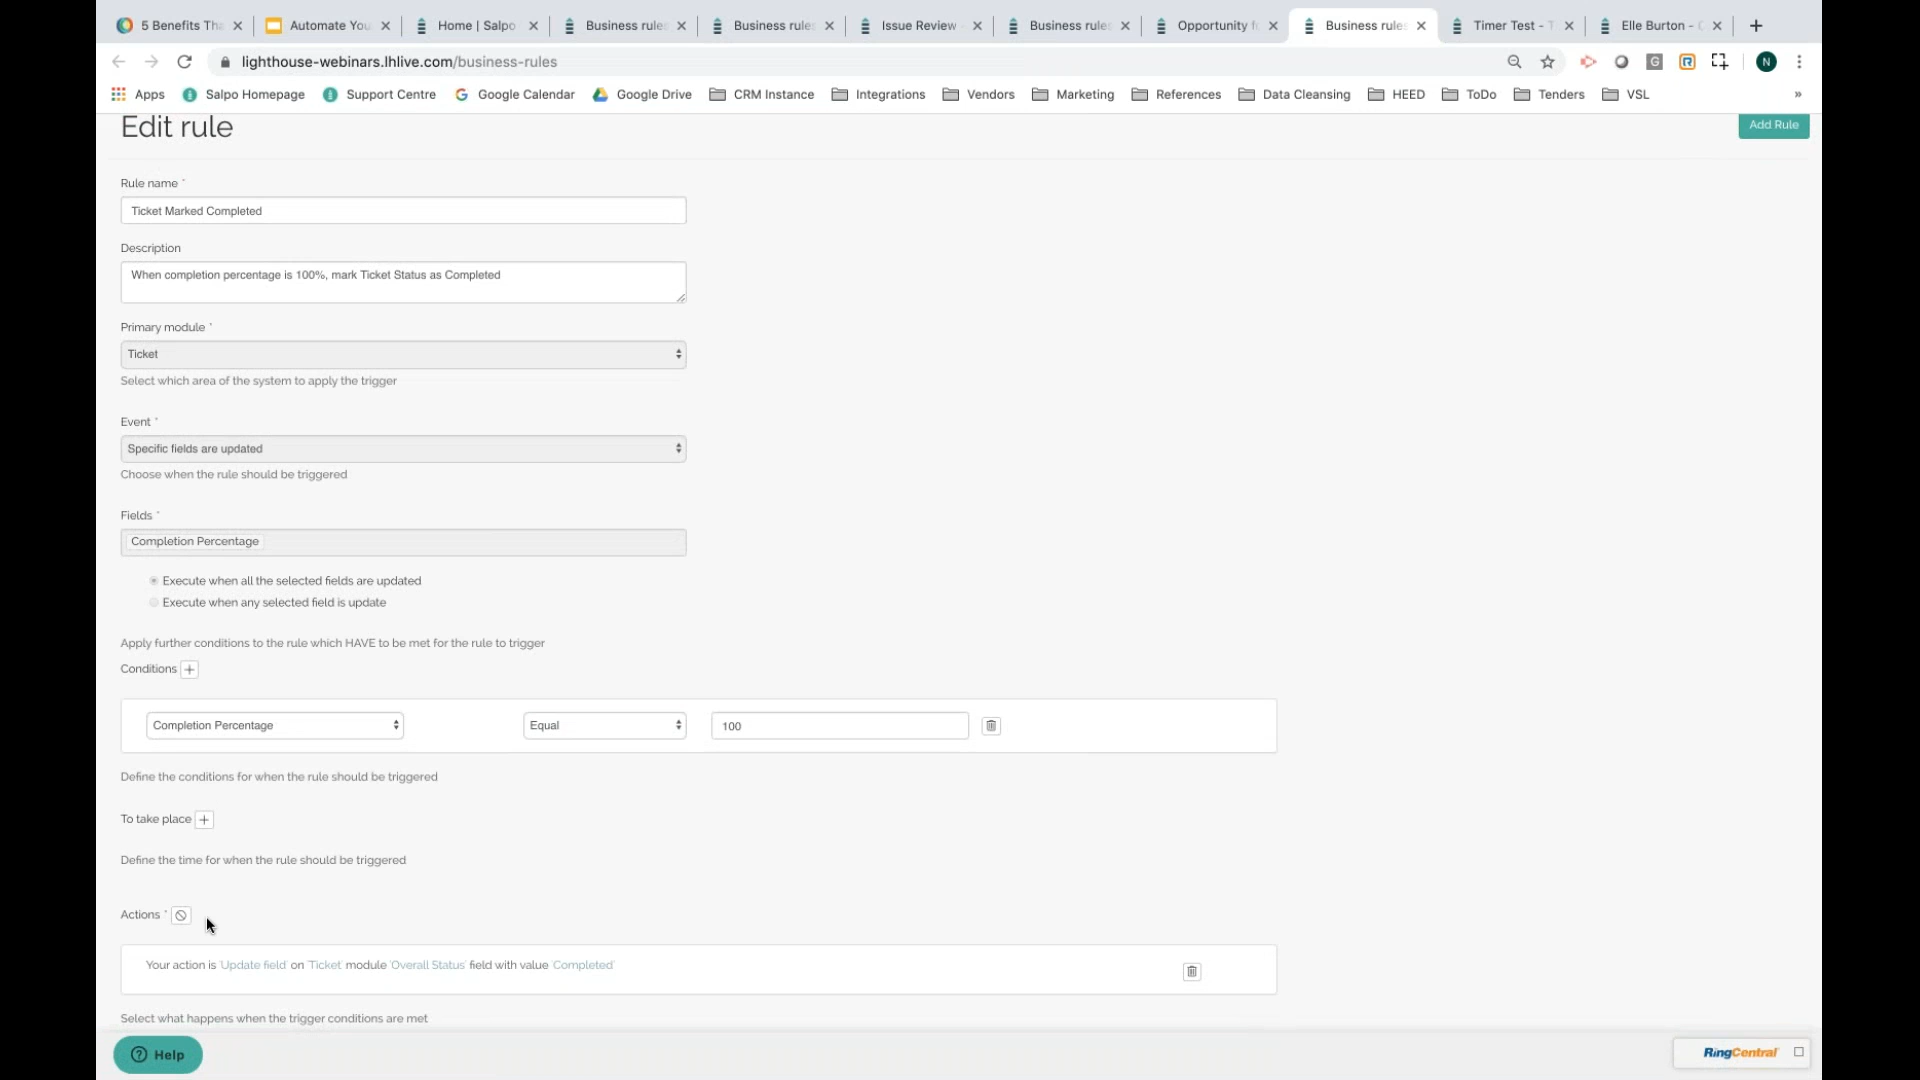 5 Benefits Tha
Automate You
Home | Salpo
Business rules
Business rules
Issue Review -
Business rules
Opportunity f
Business rules
Timer Test - T
Elle Burton - C
lighthouse-webinars.lhlive.com/business-rules
N
Apps
Salpo Homepage
Support Centre
Google Calendar
Google Drive
CRM Instance
Integrations
Vendors
Marketing
References
Data Cleansing
HEED
ToDo
Tenders
VSL
»
Edit rule
Add Rule
Rule name *
Ticket Marked Completed
Description
When completion percentage is 100%, mark Ticket Status as Completed
Primary module *
Ticket
Select which area of the system to apply the trigger
Event *
Specific fields are updated
Choose when the rule should be triggered
Fields *
Completion Percentage
Execute when all the selected fields are updated
Execute when any selected field is update
Apply further conditions to the rule which HAVE to be met for the rule to trigger
Conditions +
Completion Percentage
Equal
100
Define the conditions for when the rule should be triggered
To take place +
Define the time for when the rule should be triggered
Actions *
Your action is 'Update field' on 'Ticket' module 'Overall Status' field with value 'Completed'
Select what happens when the trigger conditions are met
Help
RingCentral